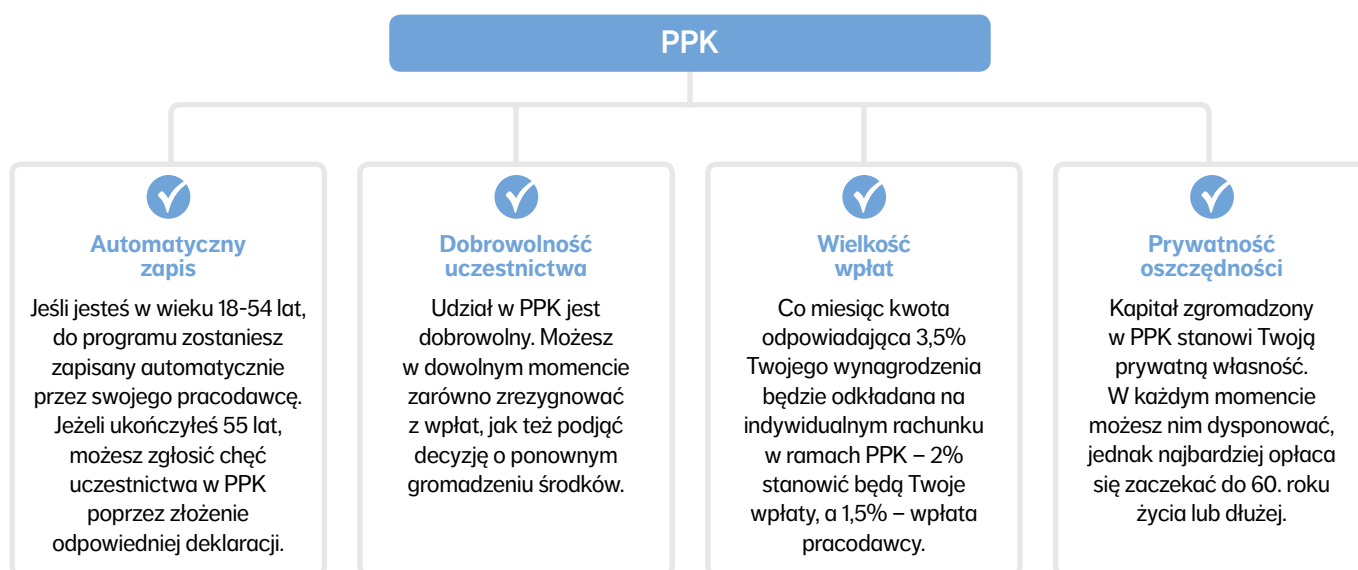 PPK
Automatyczny
zapis
Jeśli jesteś w wieku 18-54 lat,
do programu zostaniesz
zapisany automatycznie
przez swojego pracodawcę.
Jeżeli ukończyłeś 55 lat,
możesz zgłosić chęć
uczestnictwa w PPK
poprzez złożenie
odpowiedniej deklaracji.
Dobrowolność
uczestnictwa
Udział w PPK jest
dobrowolny. Możesz
w dowolnym momencie
zarówno zrezygnować
z wpłat, jak też podjąć
decyzję o ponownym
gromadzeniu środków.
Wielkość
wpłat
Co miesiąc kwota
odpowiadająca 3,5%
Twojego wynagrodzenia
będzie odkładana na
indywidualnym rachunku
w ramach PPK – 2%
stanowić będą Twoje
wpłaty, a 1,5% – wpłata
pracodawcy.
Prywatność
oszczędności
Kapitał zgromadzony
w PPK stanowi Twoją
prywatną własność.
W każdym momencie
możesz nim dysponować,
jednak najbardziej opłaca
się zaczekać do 60. roku
życia lub dłużej.